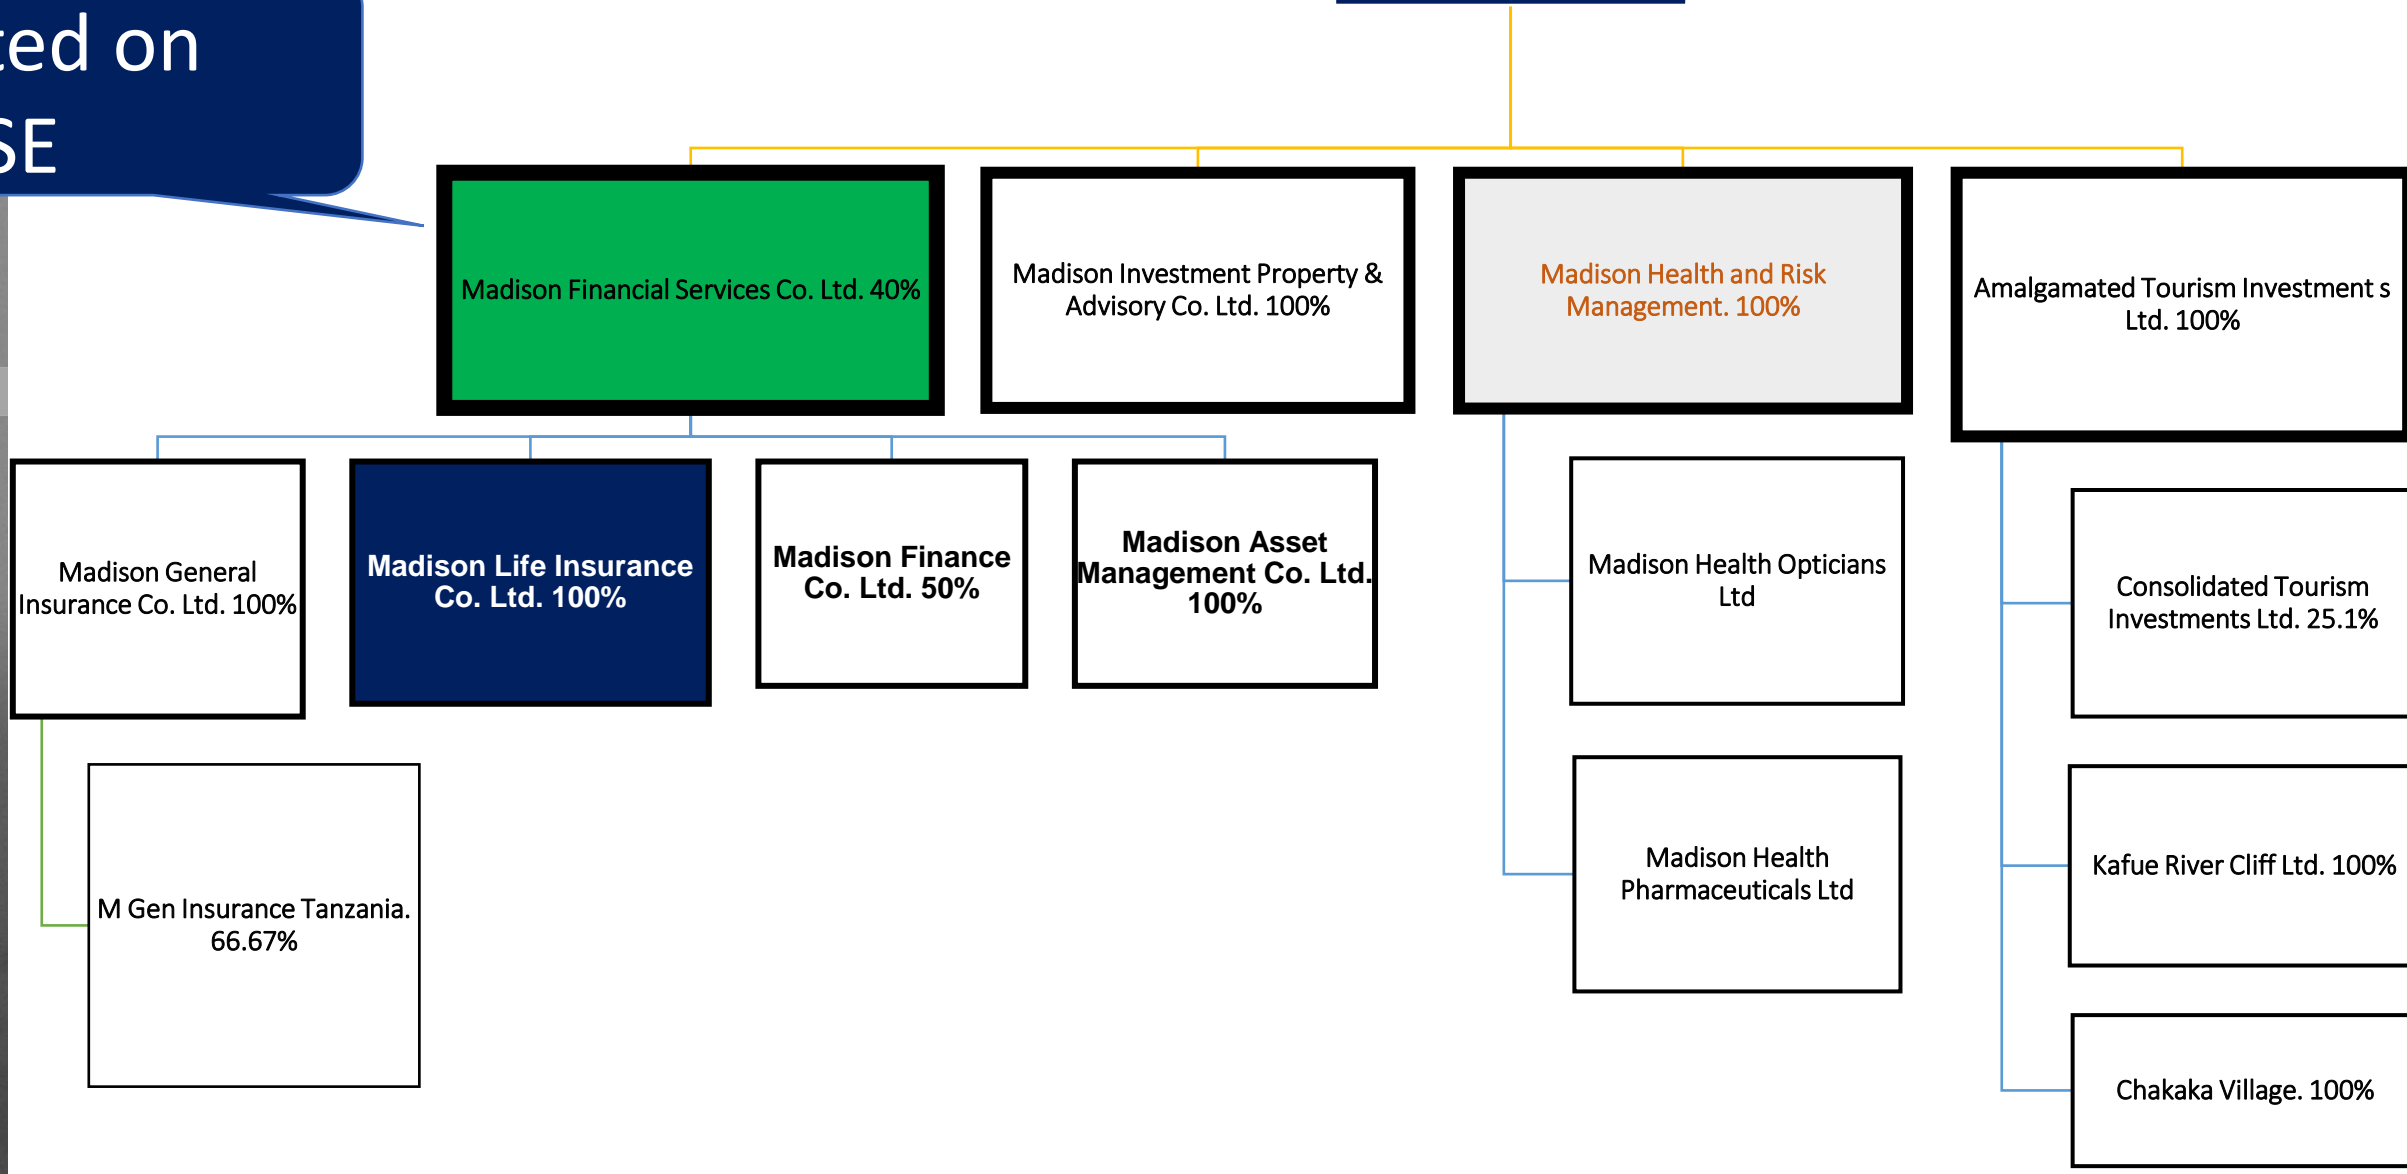 on
Madison Financial Services Co. Ltd. 40%
Madison Investment Property &
Advisory Co. Ltd. 100%
Madison Health and Risk
Management. 100%
Amalgamated Tourism Investment s
Ltd. 100%
Madison General
Insurance Co. Ltd. 100%
Madison Life Insurance
Co. Ltd. 100%
Madison Finance
Co. Ltd. 50%
Madison Asset
Management Co. Ltd.
100%
Madison Health Opticians
Ltd
Consolidated Tourism
Investments Ltd. 25.1%
M Gen Insurance Tanzania.
66.67%
Madison Health
Pharmaceuticals Ltd
Kafue River Cliff Ltd. 100%
Chakaka Village. 100%